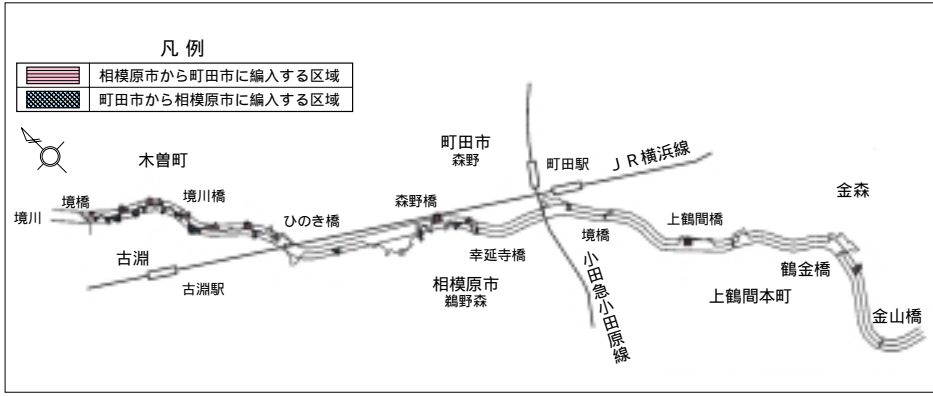 凡 例
相模原市から町田市に編入する区域
町田市から相模原市に編入する区域
木曽町
町田市
森野
町田駅
JR横浜線
金森
境橋
境川橋
境川
ひのき橋
森野橋
上鶴間橋
古淵
古淵駅
幸延寺橋
境橋
相模原市
鵜野森
小田急小田原線
鶴金橋
上鶴間本町
金山橋